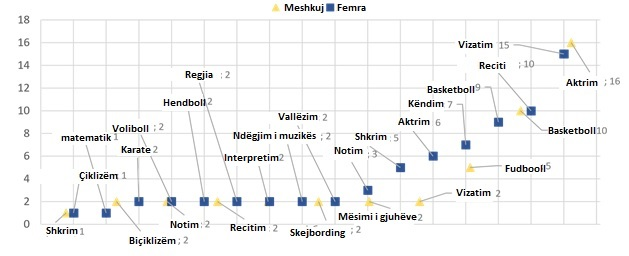 Meshkuj Femra
18
16
14
12
10
8
6
4
2
0
Shkrim 1
Çiklizëm 1
matematik 1
Biçiklizëm ; 2
Karate 2
Voliboll ; 2
Notim ; 2
Hendboll 2
Regjia ; 2
Recitim ; 2
Interpretim 2
Ndëgjim i muzikës ; 2
Vallëzim 2
Skejbording ; 2
Notim ; 3
Mësimi i gjuhëve 2
Shkrim ; 5
Aktrim 6
Vizatim 2
Këndim 7
Fudbooll 5
Basketboll 9
Reciti ; 10
Basketboll 10
Vizatim 15
Aktrim ; 16